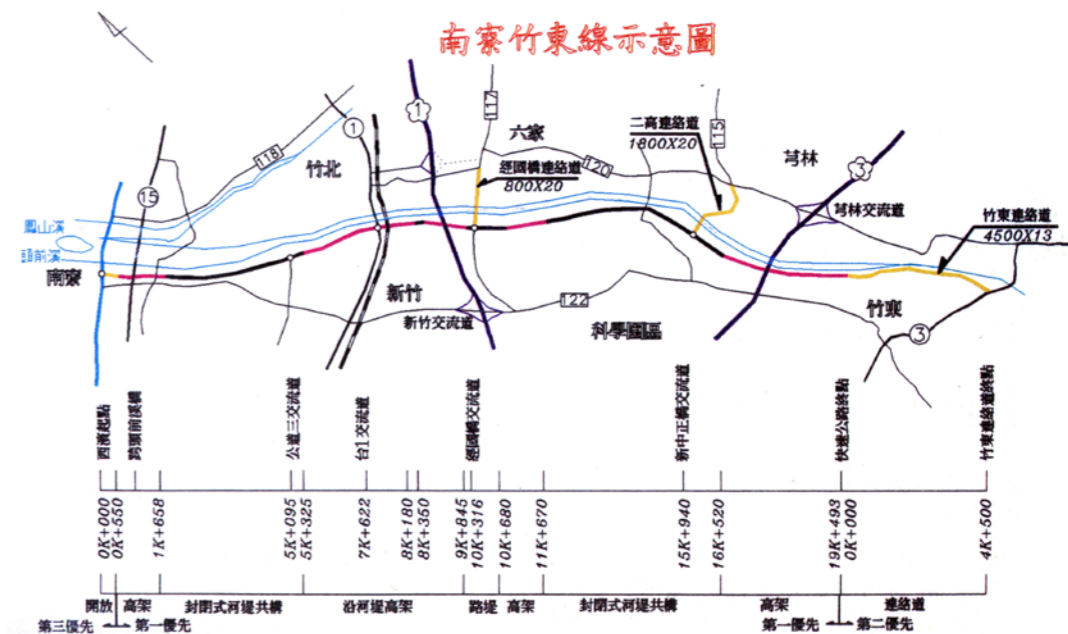 南寮竹東線示意圖
117
1
1
六家
二高連絡道
1800X20
115
芎林
118
竹北
經國橋連絡道
800X20
120
3
15
芎林交流道
竹東連絡道
4500X13
鳳山溪
頭前溪
南寮
新竹
新竹交流道
122
科學園區
竹東
3
西濱起點
跨頭前溪橋
公道三交流道
台1交流道
經國橋交流道
新中正橋交流道
快速公路終點
竹東連絡道終點
0K+000
0K+550
1K+658
5K+095
5K+325
7K+622
8K+180
8K+350
9K+845
10K+316
10K+680
11K+670
15K+940
16K+520
19K+493
0K+000
4K+500
開放
高架
封閉式河堤共構
沿河堤高架
路堤
高架
封閉式河堤共構
高架
連絡道
第三優先
第一優先
第一優先
第二優先